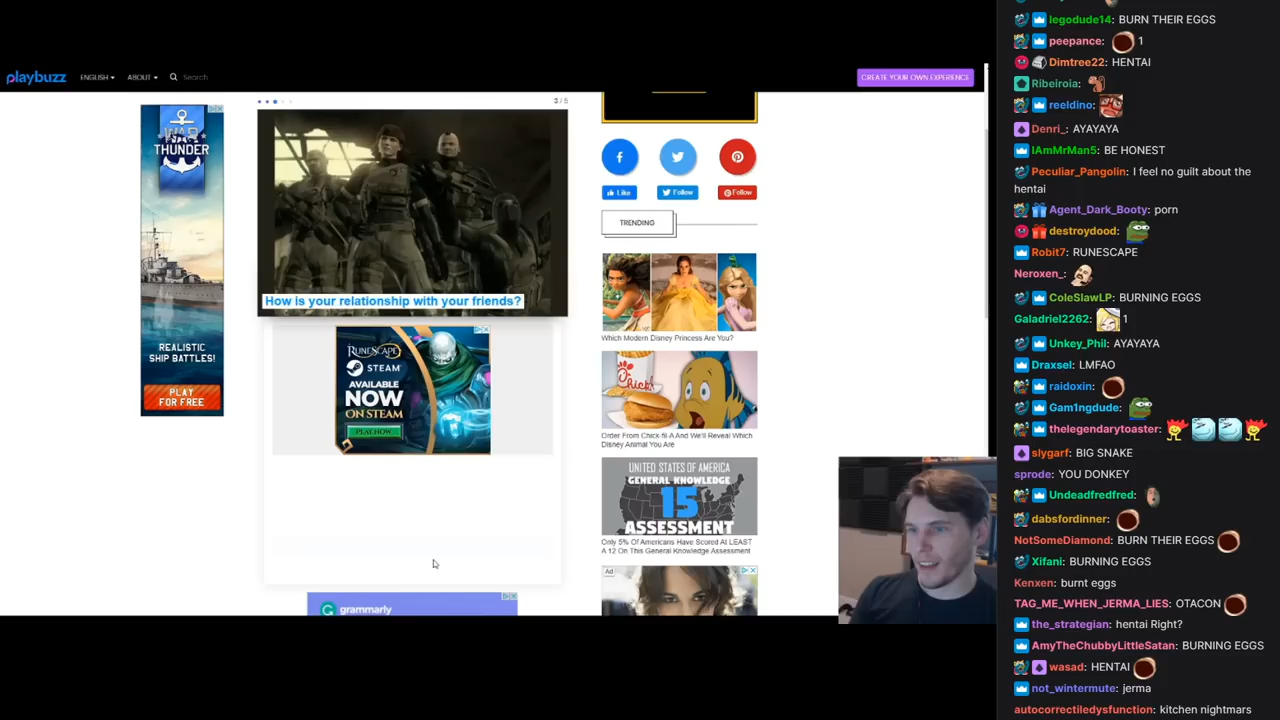 playbuzz
ENGLISH
ABOUT
Search
CREATE YOUR OWN EXPERIENCE
3 / 5
WAR
THUNDER
REALISTIC
SHIP BATTLES!
PLAY
FOR FREE
How is your relationship with your friends?
RUNESCAPE
STEAM
AVAILABLE
NOW
ON STEAM
PLAY NOW
grammarly
Like
Follow
Follow
TRENDING
Which Modern Disney Princess Are You?
Chick
Order From Chick-fil-A And We'll Reveal Which
Disney Animal You Are
UNITED STATES OF AMERICA
GENERAL KNOWLEDGE
15
ASSESSMENT
Only 5% Of Americans Have Scored At LEAST
A 12 On This General Knowledge Assessment
Ad
legodude14: BURN THEIR EGGS
peepance: 1
Dimtree22: HENTAI
Ribeiroia:
reeldino:
Denri_: AYAYAYA
IAmMrMan5: BE HONEST
Peculiar_Pangolin: I feel no guilt about the
hentai
Agent_Dark_Booty: porn
destroydood:
Robit7: RUNESCAPE
Neroxen_:
ColeSlawLP: BURNING EGGS
Galadriel2262: 1
Unkey_Phil: AYAYAYA
Draxsel: LMFAO
raidoxin:
Gam1ngdude:
thelegendarytoaster:
slygarf: BIG SNAKE
sprode: YOU DONKEY
Undeadfredfred:
dabsfordinner:
NotSomeDiamond: BURN THEIR EGGS
Xifani: BURNING EGGS
Kenxen: burnt eggs
TAG_ME_WHEN_JERMA_LIES: OTACON
the_strategian: hentai Right?
AmyTheChubbyLittleSatan: BURNING EGGS
wasad: HENTAI
not_wintermute: jerma
autocorrectiledysfunction: kitchen nightmars